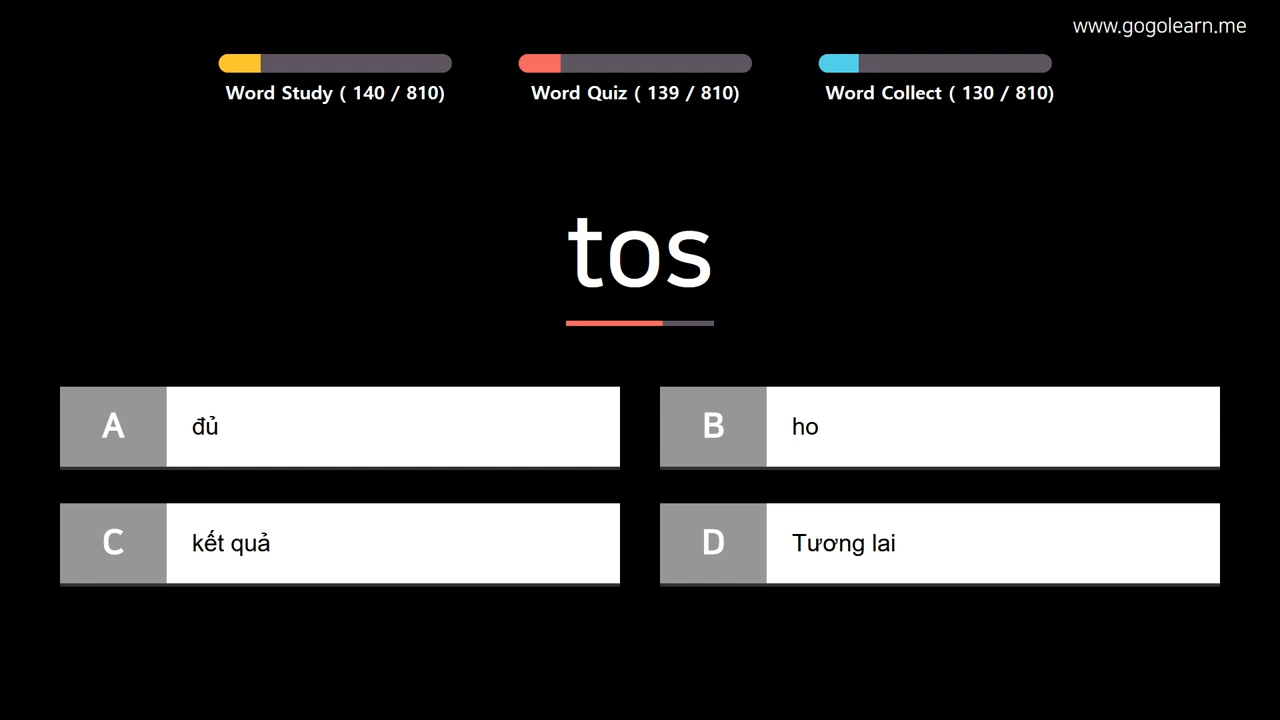 www.gogolearn.me
Word Study ( 140 / 810)
Word Quiz ( 139 / 810)
Word Collect ( 130 / 810)
tos
A đủ
B ho
C kết quả
D Tương lai